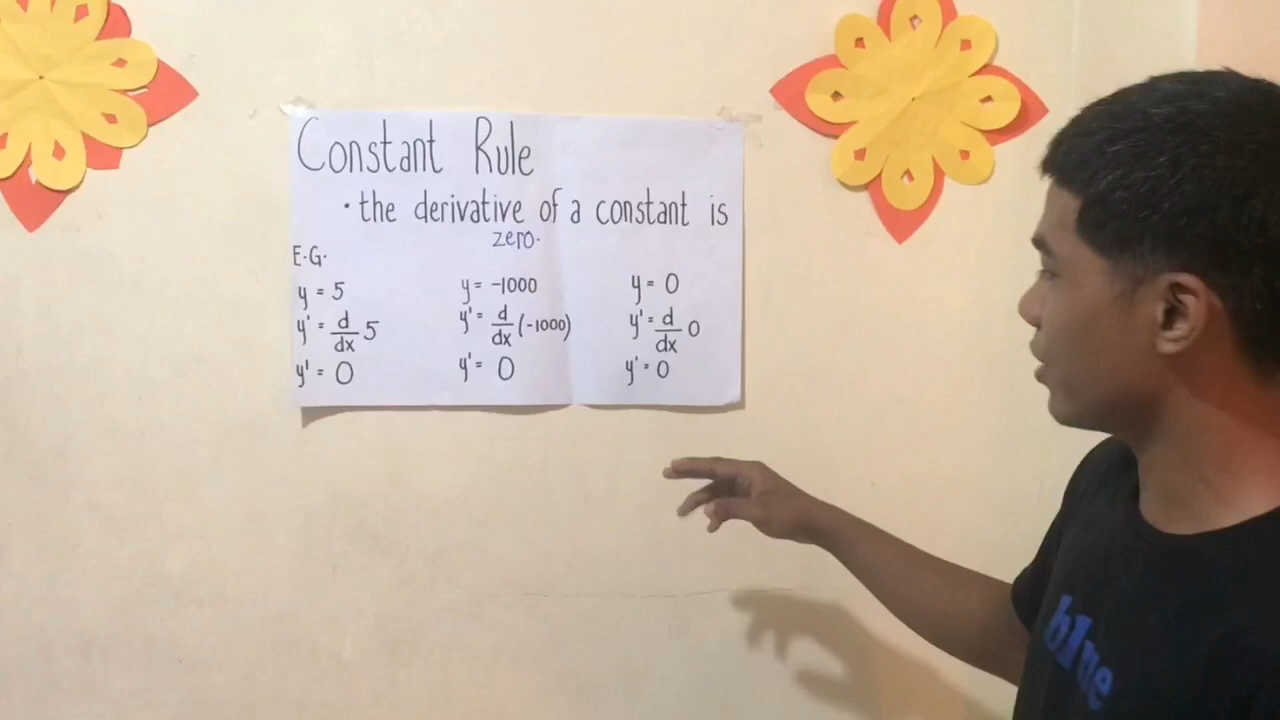 Constant Rule
• the derivative of a constant is
zero.
E.G.
y = 5
y' = d/dx 5
y' = 0
y = -1000
y' = d/dx (-1000)
y' = 0
y = 0
y' = d/dx 0
y' = 0
blue